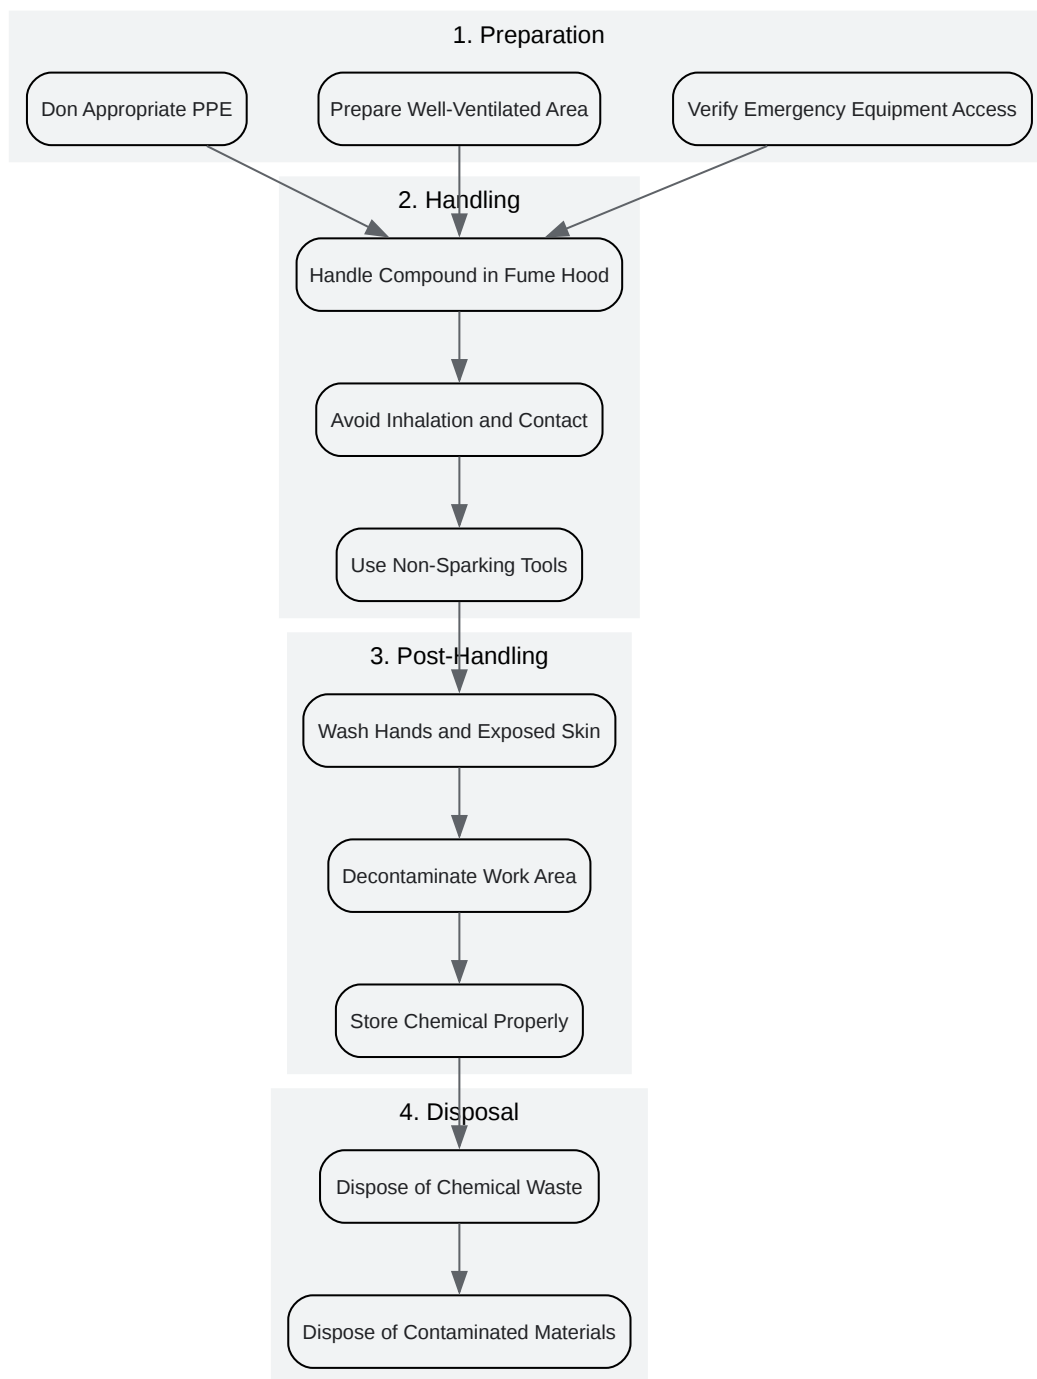 1. Preparation
Don Appropriate PPE
Prepare Well-Ventilated Area
Verify Emergency Equipment Access
2. Handling
Handle Compound in Fume Hood
Avoid Inhalation and Contact
Use Non-Sparking Tools
3. Post-Handling
Wash Hands and Exposed Skin
Decontaminate Work Area
Store Chemical Properly
4. Disposal
Dispose of Chemical Waste
Dispose of Contaminated Materials